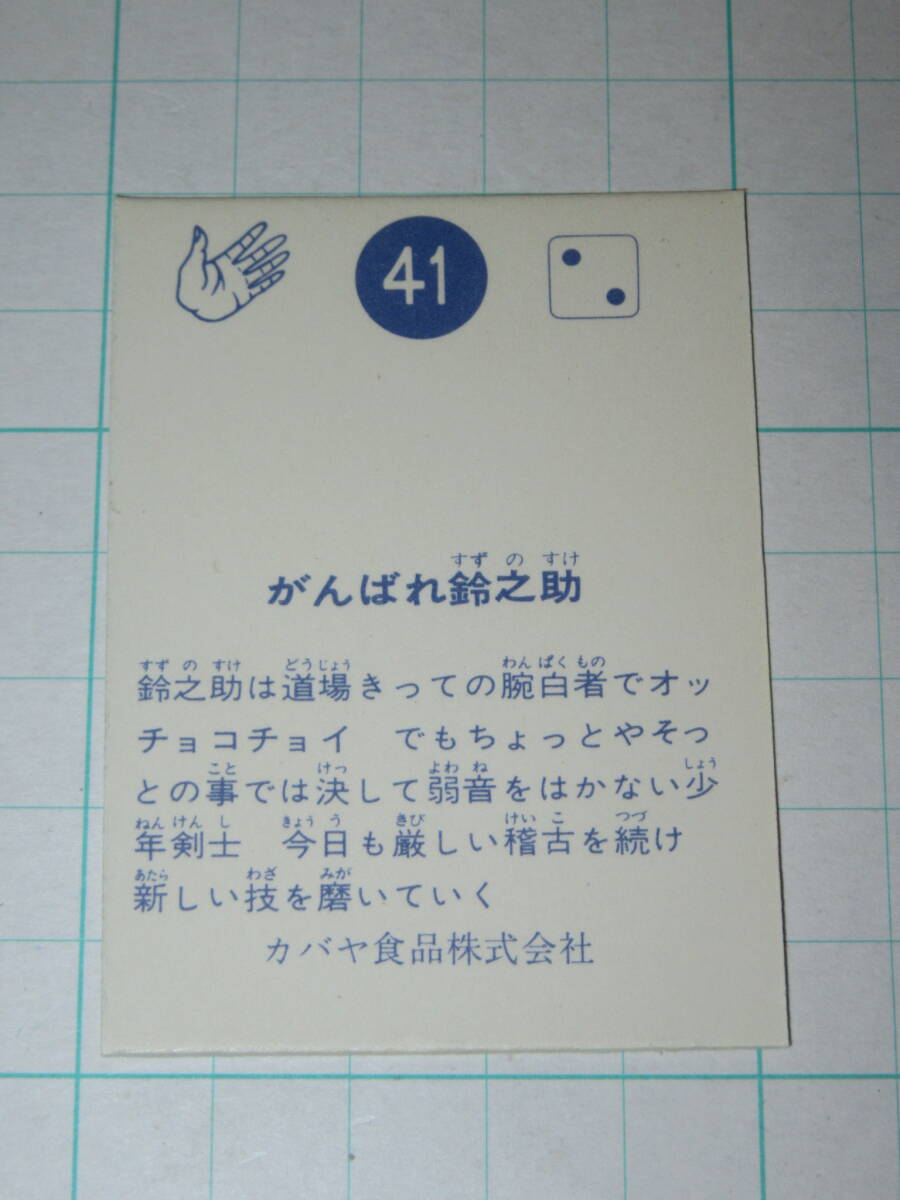 41
がんばれ鈴之助
鈴之助は道場きっての腕白者でオッ
チョコチョイ　でもちょっとやそっ
との事では決して弱音をはかない少
年剣士　今日も厳しい稽古を続け
新しい技を磨いていく
カバヤ食品株式会社